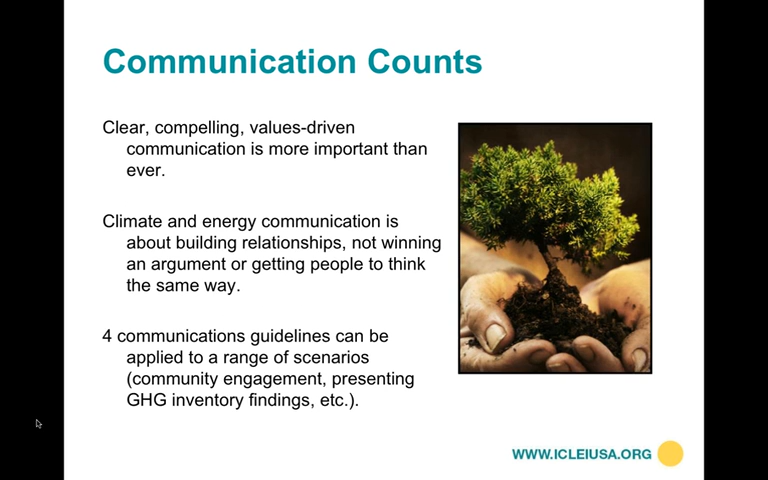 Communication Counts
Clear, compelling, values-driven
communication is more important than
ever.
Climate and energy communication is
about building relationships, not winning
an argument or getting people to think
the same way.
4 communications guidelines can be
applied to a range of scenarios
(community engagement, presenting
GHG inventory findings, etc.).
WWW.ICLEIUSA.ORG